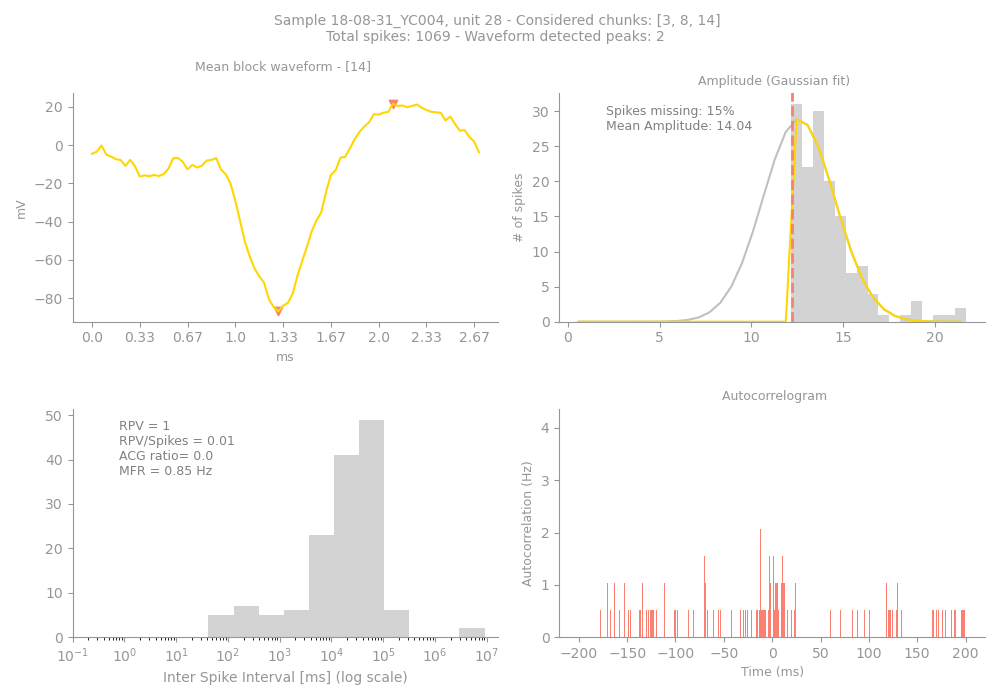 Sample 18-08-31_YC004, unit 28 - Considered chunks: [3, 8, 14]
Total spikes: 1069 - Waveform detected peaks: 2
Mean block waveform - [14]
20
0
−20
−40
−60
−80
mV
0.0 0.33 0.67 1.0 1.33 1.67 2.0 2.33 2.67
ms
Amplitude (Gaussian fit)
Spikes missing: 15%
Mean Amplitude: 14.04
30
25
20
15
10
5
0
# of spikes
0 5 10 15 20
RPV = 1
RPV/Spikes = 0.01
ACG ratio= 0.0
MFR = 0.85 Hz
50
40
30
20
10
0
10⁻¹ 10⁰ 10¹ 10² 10³ 10⁴ 10⁵ 10⁶ 10⁷
Inter Spike Interval [ms] (log scale)
Autocorrelogram
4
3
2
1
0
Autocorrelation (Hz)
−200 −150 −100 −50 0 50 100 150 200
Time (ms)